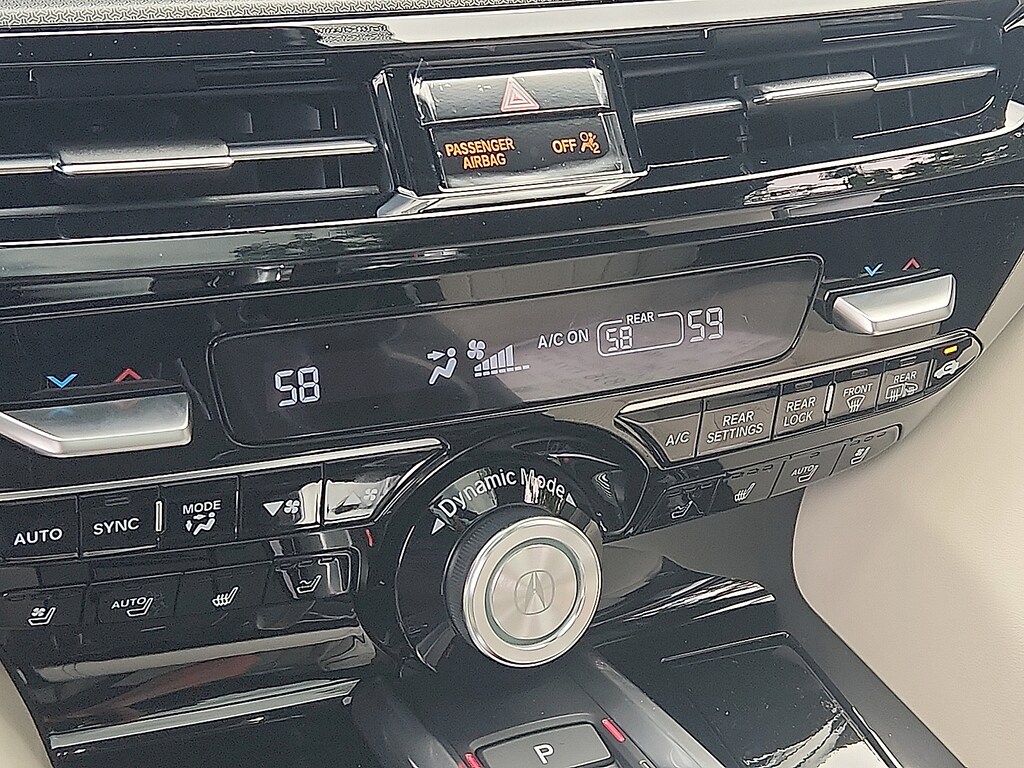 PASSENGER
AIRBAG
OFF
2
58
A/C ON
REAR
58
59
A/C
REAR
SETTINGS
REAR
LOCK
FRONT
REAR
AUTO
Dynamic Mode
AUTO
SYNC
MODE
AUTO
P